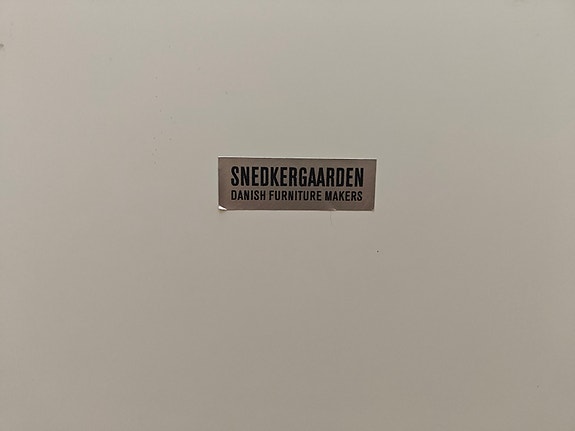 SNEDKERGAARDEN
DANISH FURNITURE MAKERS